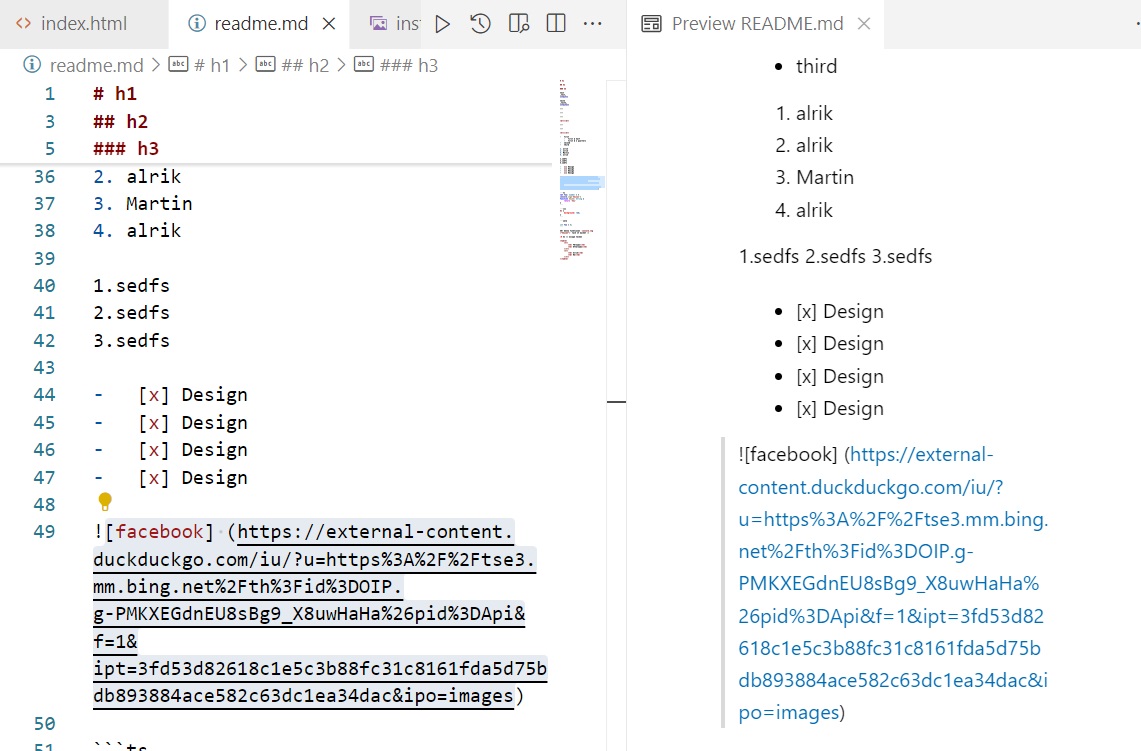 index.html
readme.md
ins
Preview README.md
readme.md > # h1 > ## h2 > ### h3
1 # h1
3 ## h2
5 ### h3
36 2. alrik
37 3. Martin
38 4. alrik
39
40 1.sedfs
41 2.sedfs
42 3.sedfs
43
44 - [x] Design
45 - [x] Design
46 - [x] Design
47 - [x] Design
48
49 ![facebook] (https://external-content.
duckduckgo.com/iu/?u=https%3A%2F%2Ftse3.
mm.bing.net%2Fth%3Fid%3DOIP.
g-PMKXEGdnEU8sBg9_X8uwHaHa%26pid%3DApi&
f=1&
ipt=3fd53d82618c1e5c3b88fc31c8161fda5d75b
db893884ace582c63dc1ea34dac&ipo=images)
50
51 ```ts
• third
1. alrik
2. alrik
3. Martin
4. alrik
1.sedfs 2.sedfs 3.sedfs
• [x] Design
• [x] Design
• [x] Design
• [x] Design
![facebook] (https://external-
content.duckduckgo.com/iu/?
u=https%3A%2F%2Ftse3.mm.bing.
net%2Fth%3Fid%3DOIP.g-
PMKXEGdnEU8sBg9_X8uwHaHa%
26pid%3DApi&f=1&ipt=3fd53d82
618c1e5c3b88fc31c8161fda5d75b
db893884ace582c63dc1ea34dac&i
po=images)